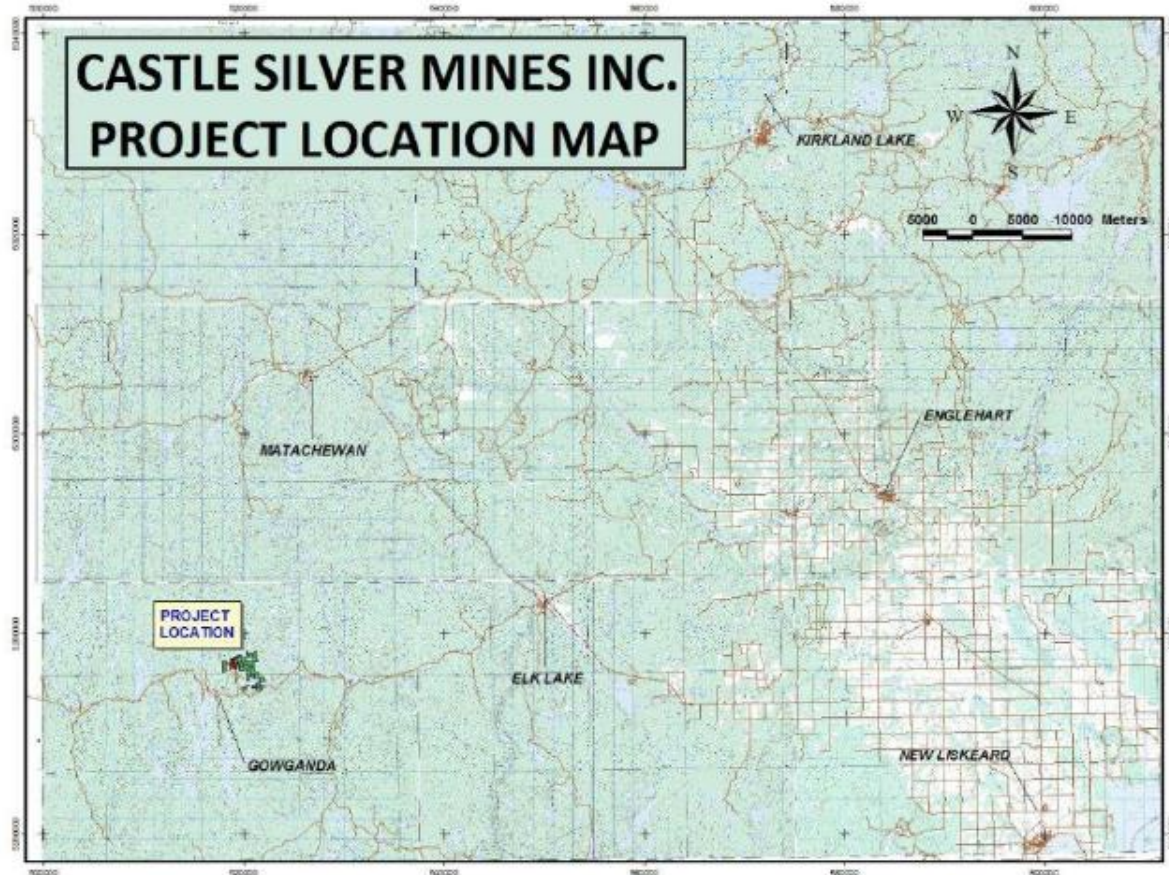 CASTLE SILVER MINES INC.
PROJECT LOCATION MAP
N
W
E
S
KIRKLAND LAKE
5000 0 5000 10000 Meters
MATACHEWAN
ENGLEHART
PROJECT
LOCATION
ELK LAKE
GOWGANDA
NEW LISKEARD